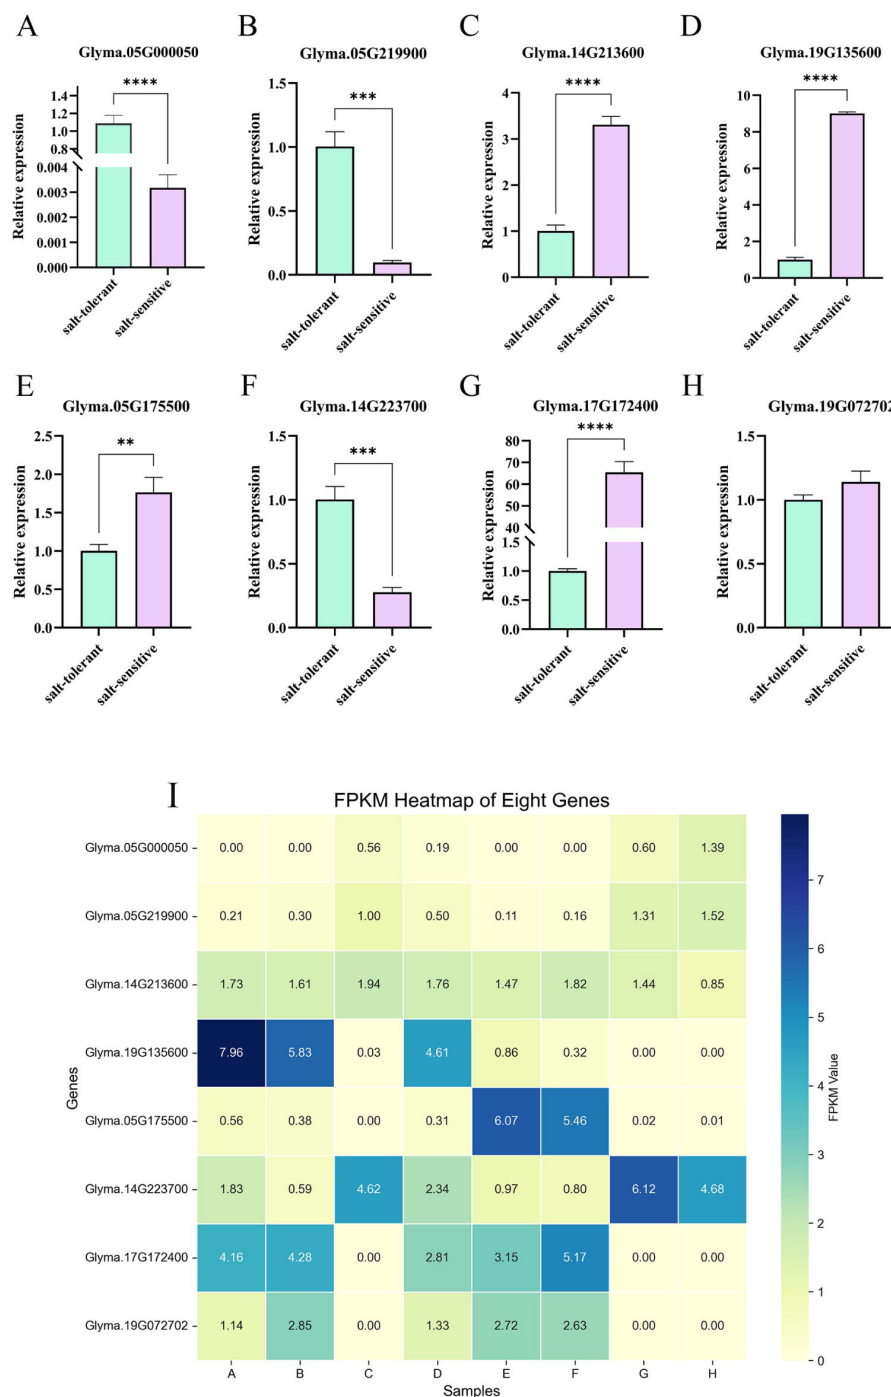 A
Glyma.05G000050
****
Relative expression
1.4
1.2
1.0
0.8
0.004
0.003
0.002
0.001
0.000
salt-tolerant
salt-sensitive
B
Glyma.05G219900
***
Relative expression
1.5
1.0
0.5
0.0
salt-tolerant
salt-sensitive
C
Glyma.14G213600
****
Relative expression
4
3
2
1
0
salt-tolerant
salt-sensitive
D
Glyma.19G135600
****
Relative expression
10
8
6
4
2
0
salt-tolerant
salt-sensitive
E
Glyma.05G175500
**
Relative expression
2.5
2.0
1.5
1.0
0.5
0.0
salt-tolerant
salt-sensitive
F
Glyma.14G223700
***
Relative expression
1.5
1.0
0.5
0.0
salt-tolerant
salt-sensitive
G
Glyma.17G172400
****
Relative expression
80
70
60
50
40
1.5
1.0
0.5
0.0
salt-tolerant
salt-sensitive
H
Glyma.19G072702
Relative expression
1.5
1.0
0.5
0.0
salt-tolerant
salt-sensitive
I
FPKM Heatmap of Eight Genes
Genes
Glyma.05G000050 0.00 0.00 0.56 0.19 0.00 0.00 0.60 1.39
Glyma.05G219900 0.21 0.30 1.00 0.50 0.11 0.16 1.31 1.52
Glyma.14G213600 1.73 1.61 1.94 1.76 1.47 1.82 1.44 0.85
Glyma.19G135600 7.96 5.83 0.03 4.61 0.86 0.32 0.00 0.00
Glyma.05G175500 0.56 0.38 0.00 0.31 6.07 5.46 0.02 0.01
Glyma.14G223700 1.83 0.59 4.62 2.34 0.97 0.80 6.12 4.68
Glyma.17G172400 4.16 4.28 0.00 2.81 3.15 5.17 0.00 0.00
Glyma.19G072702 1.14 2.85 0.00 1.33 2.72 2.63 0.00 0.00
A B C D E F G H
Samples
7
6
5
4
3
2
1
0
FPKM Value